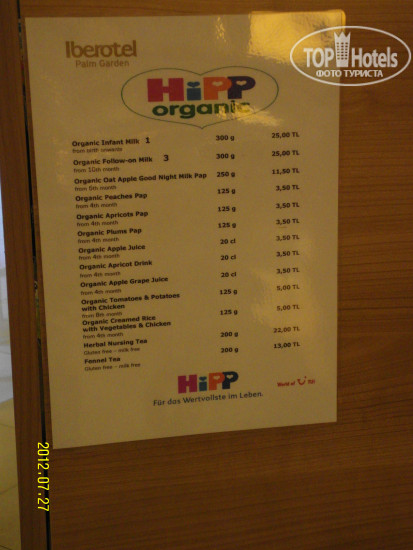 Iberotel
Palm Garden
TOP Hotels
ФОТО ТУРИСТА
HiPP
organic
Organic Infant Milk 1 300 g 25,00 TL
from birth onwards
Organic Follow-on Milk 3 300 g 25,00 TL
from 10th month
Organic Oat Apple Good Night Milk Pap 250 g 11,50 TL
from 5th month
Organic Peaches Pap 125 g 3,50 TL
from 4th month
Organic Apricots Pap 125 g 3,50 TL
from 4th month
Organic Plums Pap 125 g 3,50 TL
from 4th month
Organic Apple Juice 20 cl 3,50 TL
from 4th month
Organic Apricot Drink 20 cl 3,50 TL
from 4th month
Organic Apple Grape Juice 20 cl 3,50 TL
from 4th month
Organic Tomatoes & Potatoes
with Chicken 125 g 5,00 TL
from 8th month
Organic Creamed Rice
with Vegetables & Chicken 125 g 5,00 TL
from 4th month
Herbal Nursing Tea 200 g 22,00 TL
Gluten free - milk free
Fennel Tea 200 g 13,00 TL
Gluten free - milk free
HiPP
Für das Wertvollste im Leben.
World of TUI
2012.07.27